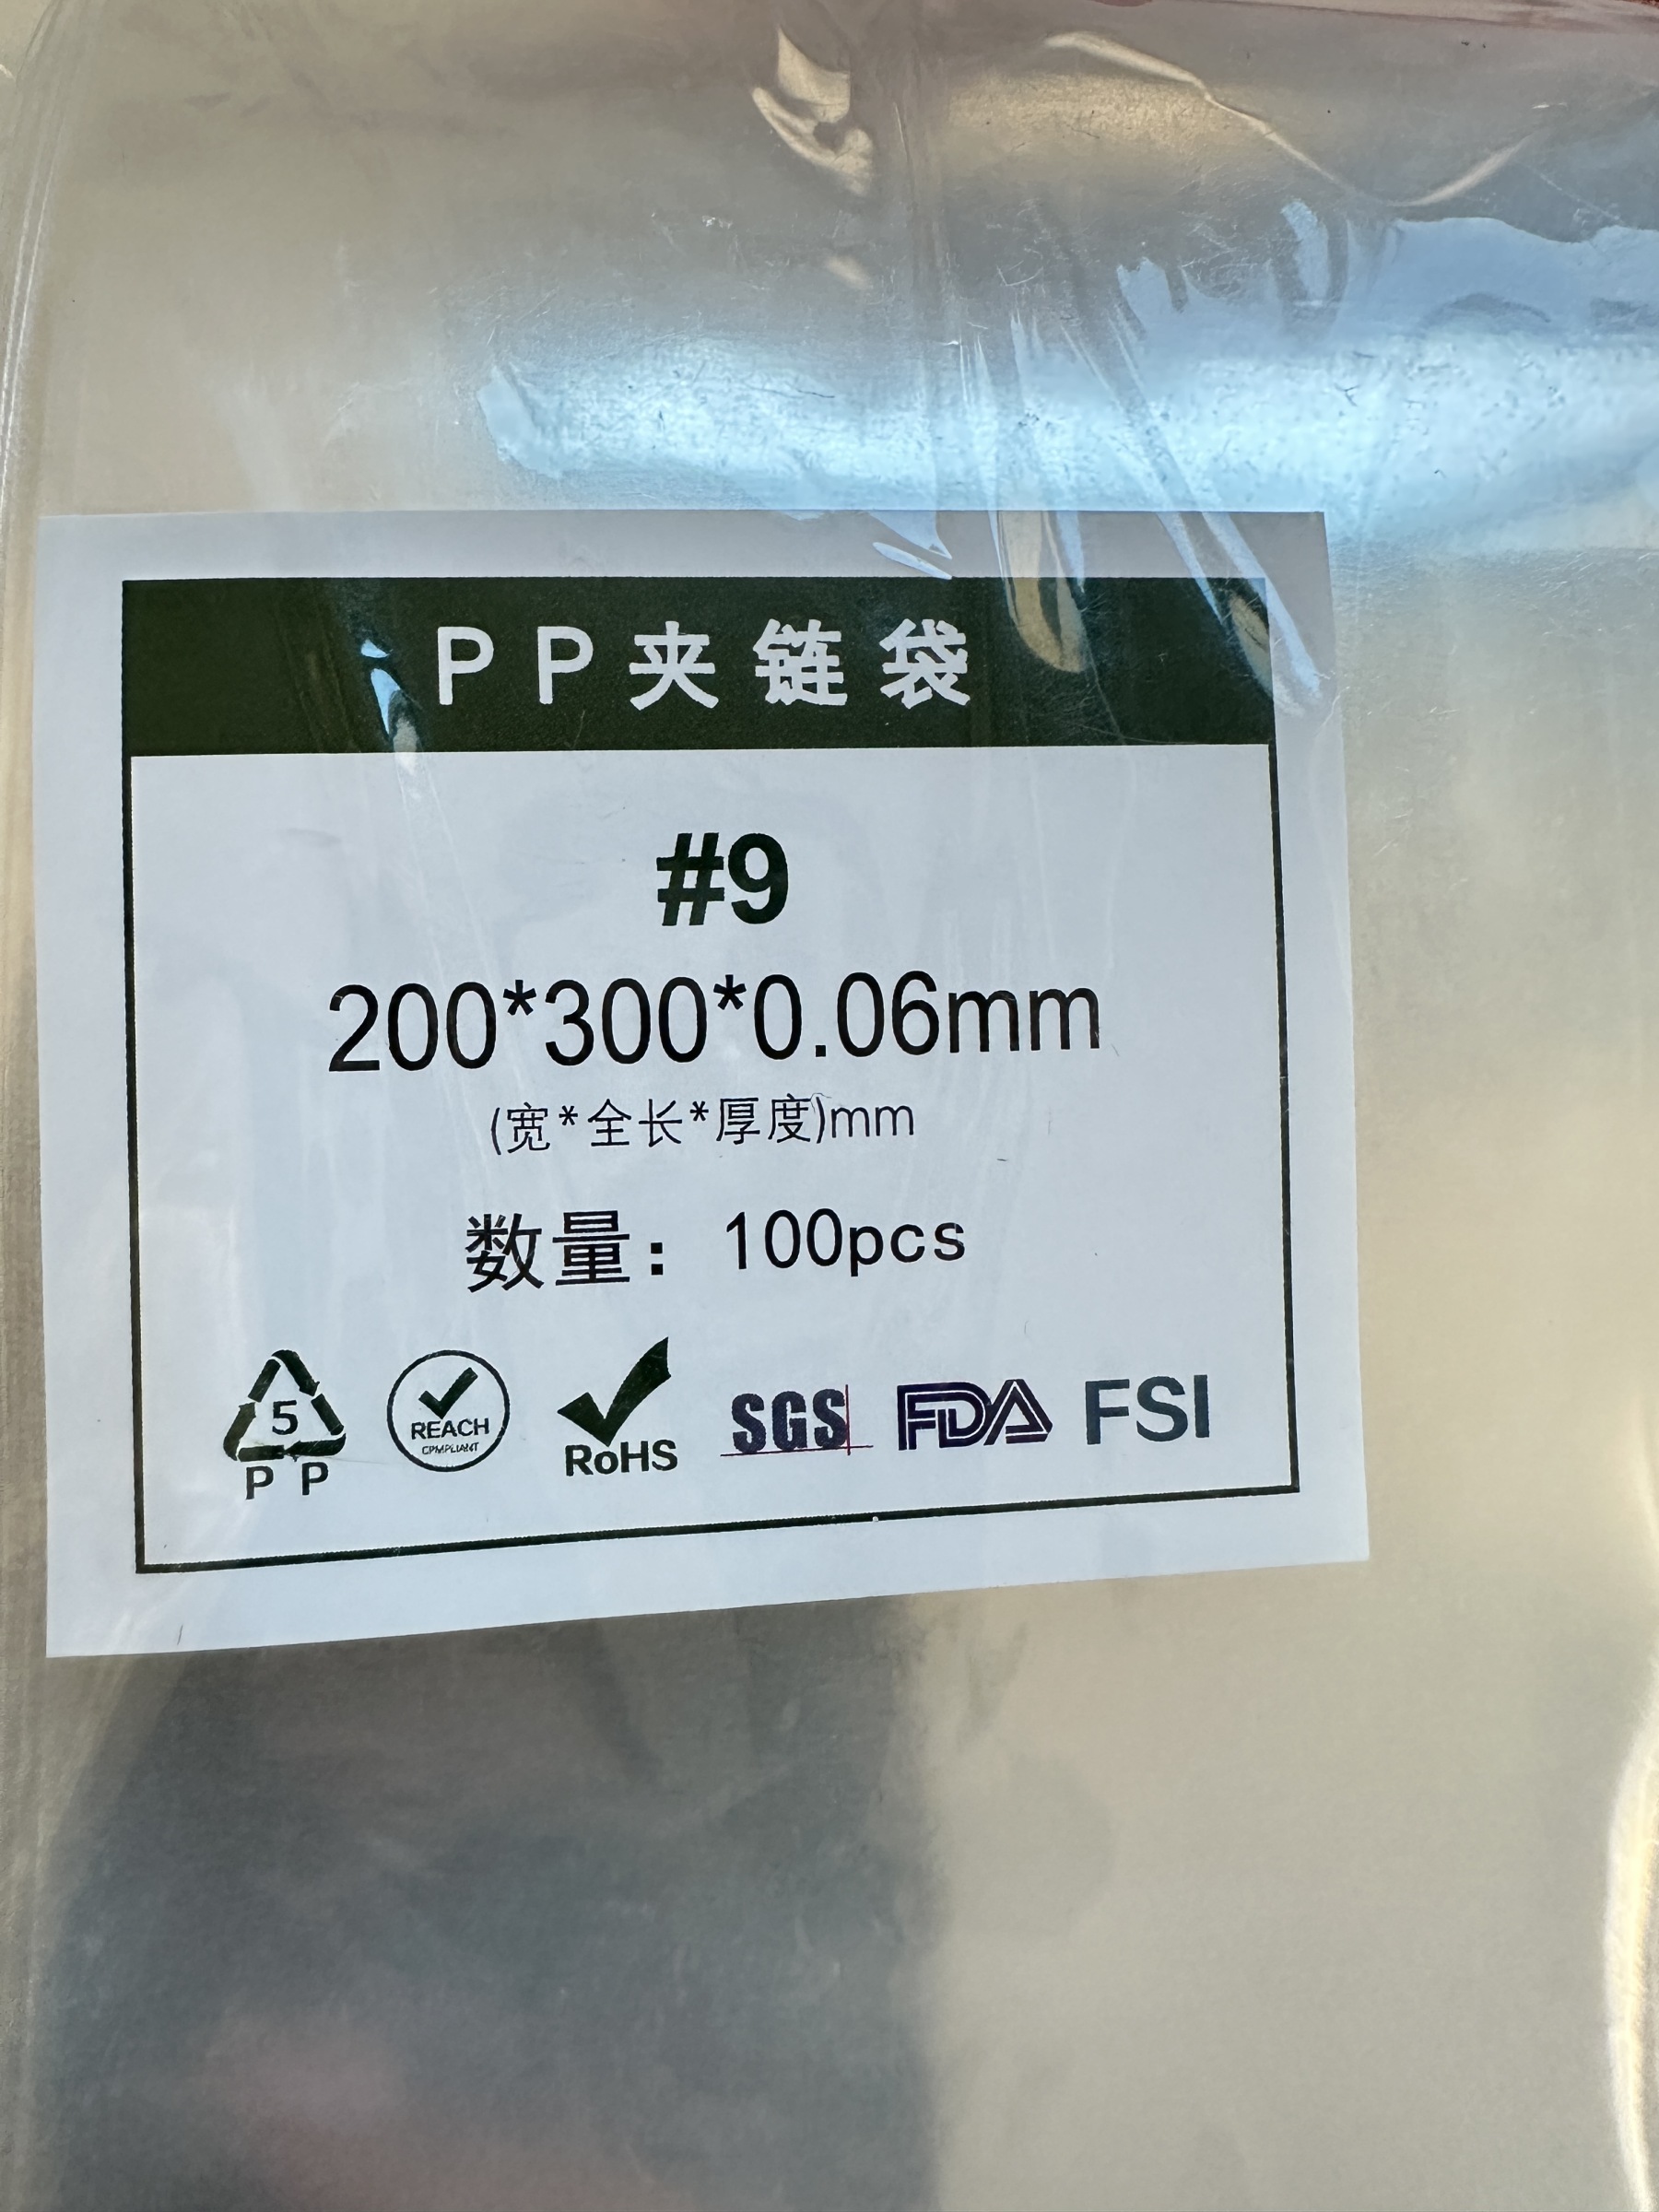 PP夹链袋
#9
200*300*0.06mm
(宽*全长*厚度)mm
数量：100pcs
5
PP
REACH
COMPLIANT
RoHS
SGS
FDA
FSI